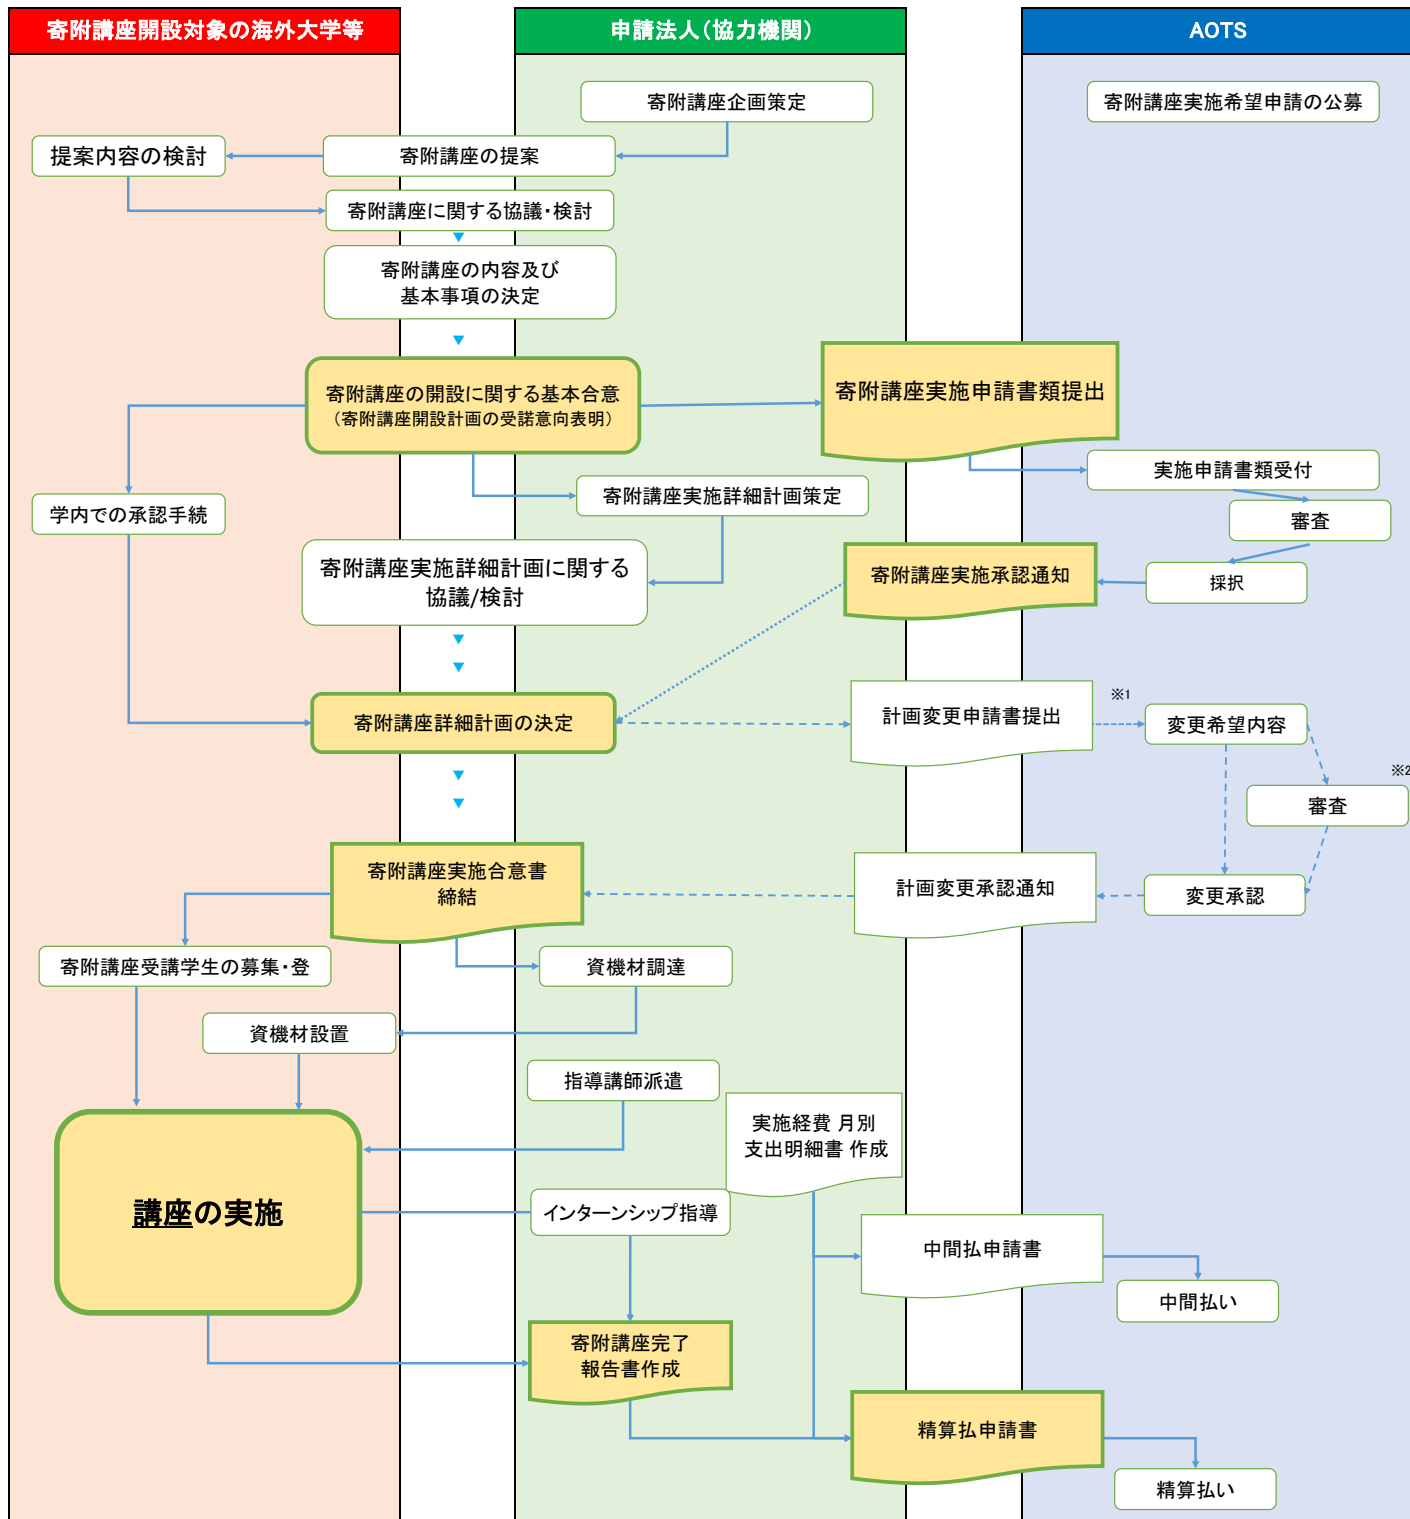 寄附講座開設対象の海外大学等
申請法人(協力機関)
AOTS
寄附講座企画策定
寄附講座実施希望申請の公募
提案内容の検討
寄附講座の提案
寄附講座に関する協議・検討
寄附講座の内容及び
基本事項の決定
寄附講座の開設に関する基本合意
(寄附講座開設計画の受諾意向表明)
寄附講座実施申請書類提出
実施申請書類受付
学内での承認手続
寄附講座実施詳細計画策定
審査
寄附講座実施詳細計画に関する
協議/検討
寄附講座実施承認通知
採択
寄附講座詳細計画の決定
計画変更申請書提出
※1
変更希望内容
※2
審査
寄附講座実施合意書
締結
計画変更承認通知
変更承認
寄附講座受講学生の募集・登
資機材調達
資機材設置
指導講師派遣
実施経費 月別
支出明細書 作成
講座の実施
インターンシップ指導
中間払申請書
中間払い
寄附講座完了
報告書作成
精算払申請書
精算払い